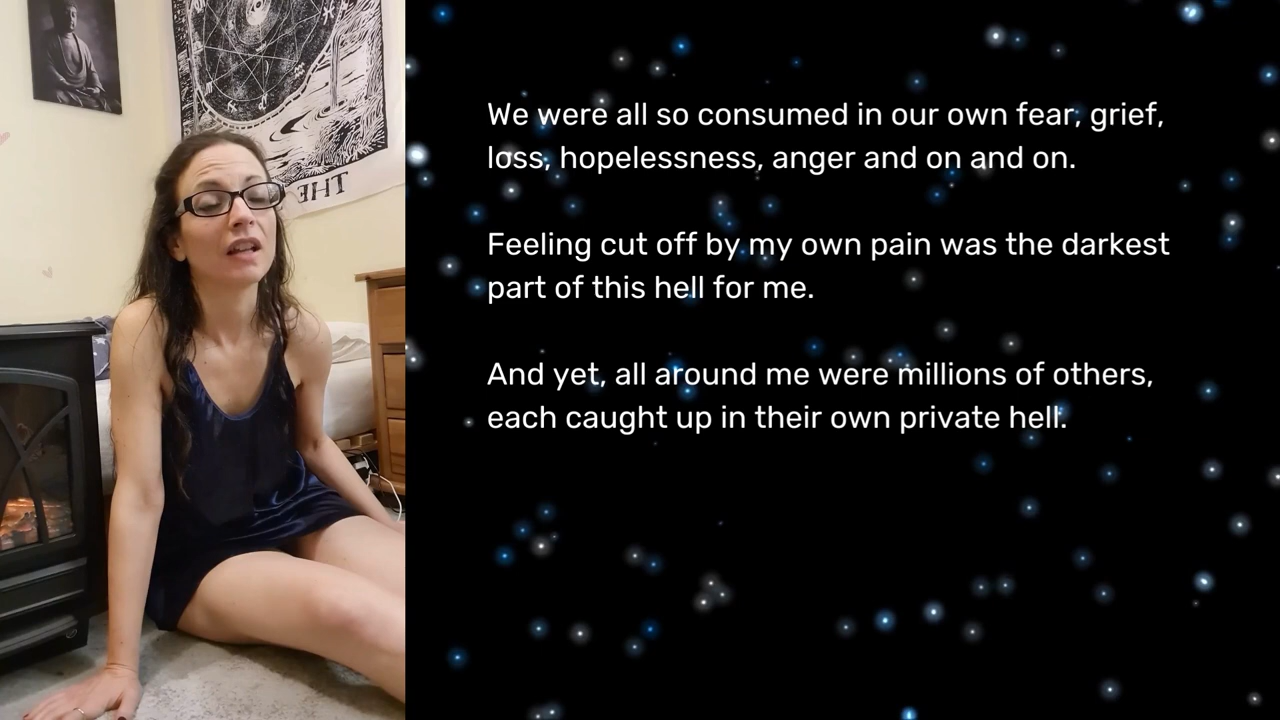 THE
We were all so consumed in our own fear, grief,
loss, hopelessness, anger and on and on.
Feeling cut off by my own pain was the darkest
part of this hell for me.
And yet, all around me were millions of others,
each caught up in their own private hell.